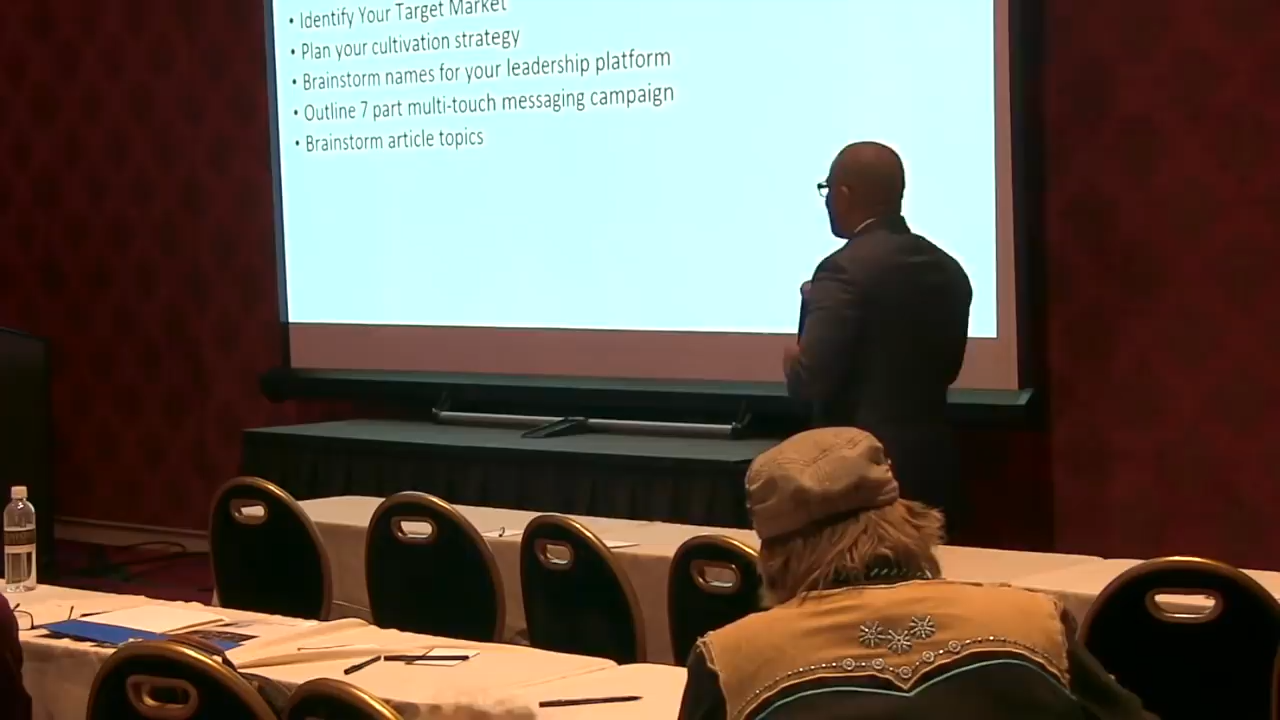 • Identify Your Target Market
• Plan your cultivation strategy
• Brainstorm names for your leadership platform
• Outline 7 part multi-touch messaging campaign
• Brainstorm article topics